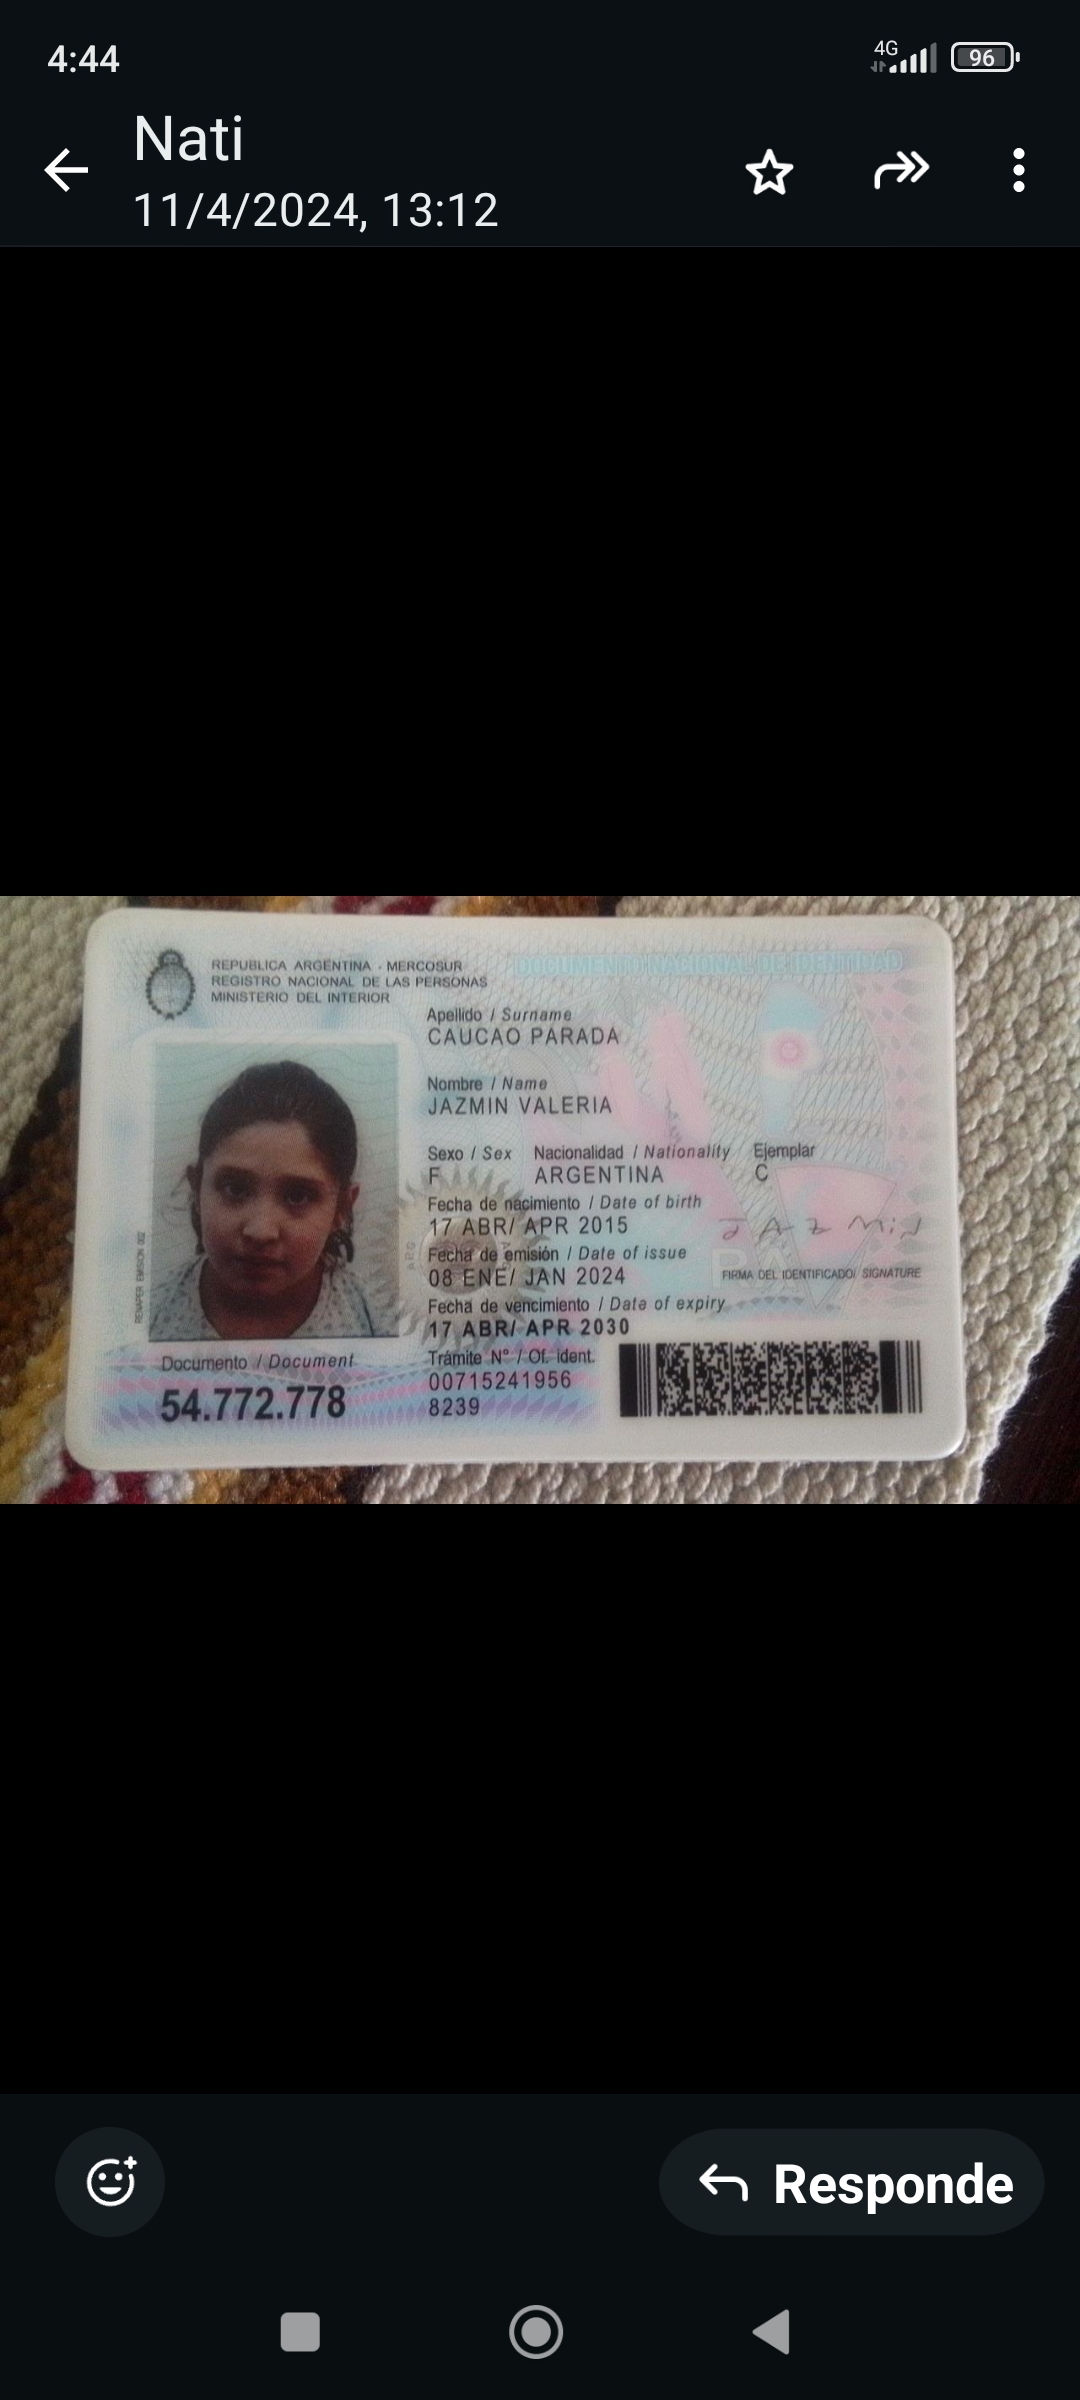 4:44
4G
96
Nati
11/4/2024, 13:12
REPUBLICA ARGENTINA - MERCOSUR
REGISTRO NACIONAL DE LAS PERSONAS
MINISTERIO DEL INTERIOR
DOCUMENTO NACIONAL DE IDENTIDAD
Apellido / Surname
CAUCAO PARADA
Nombre / Name
JAZMIN VALERIA
Sexo / Sex Nacionalidad / Nationality Ejemplar
F ARGENTINA C
Fecha de nacimiento / Date of birth
17 ABR/ APR 2015
JAZMIN
Fecha de emisión / Date of issue
08 ENE/ JAN 2024
FIRMA DEL IDENTIFICADO/ SIGNATURE
Fecha de vencimiento / Date of expiry
17 ABR/ APR 2030
Documento / Document
54.772.778
Trámite N° / Of. ident.
00715241956
8239
ARG
Responde